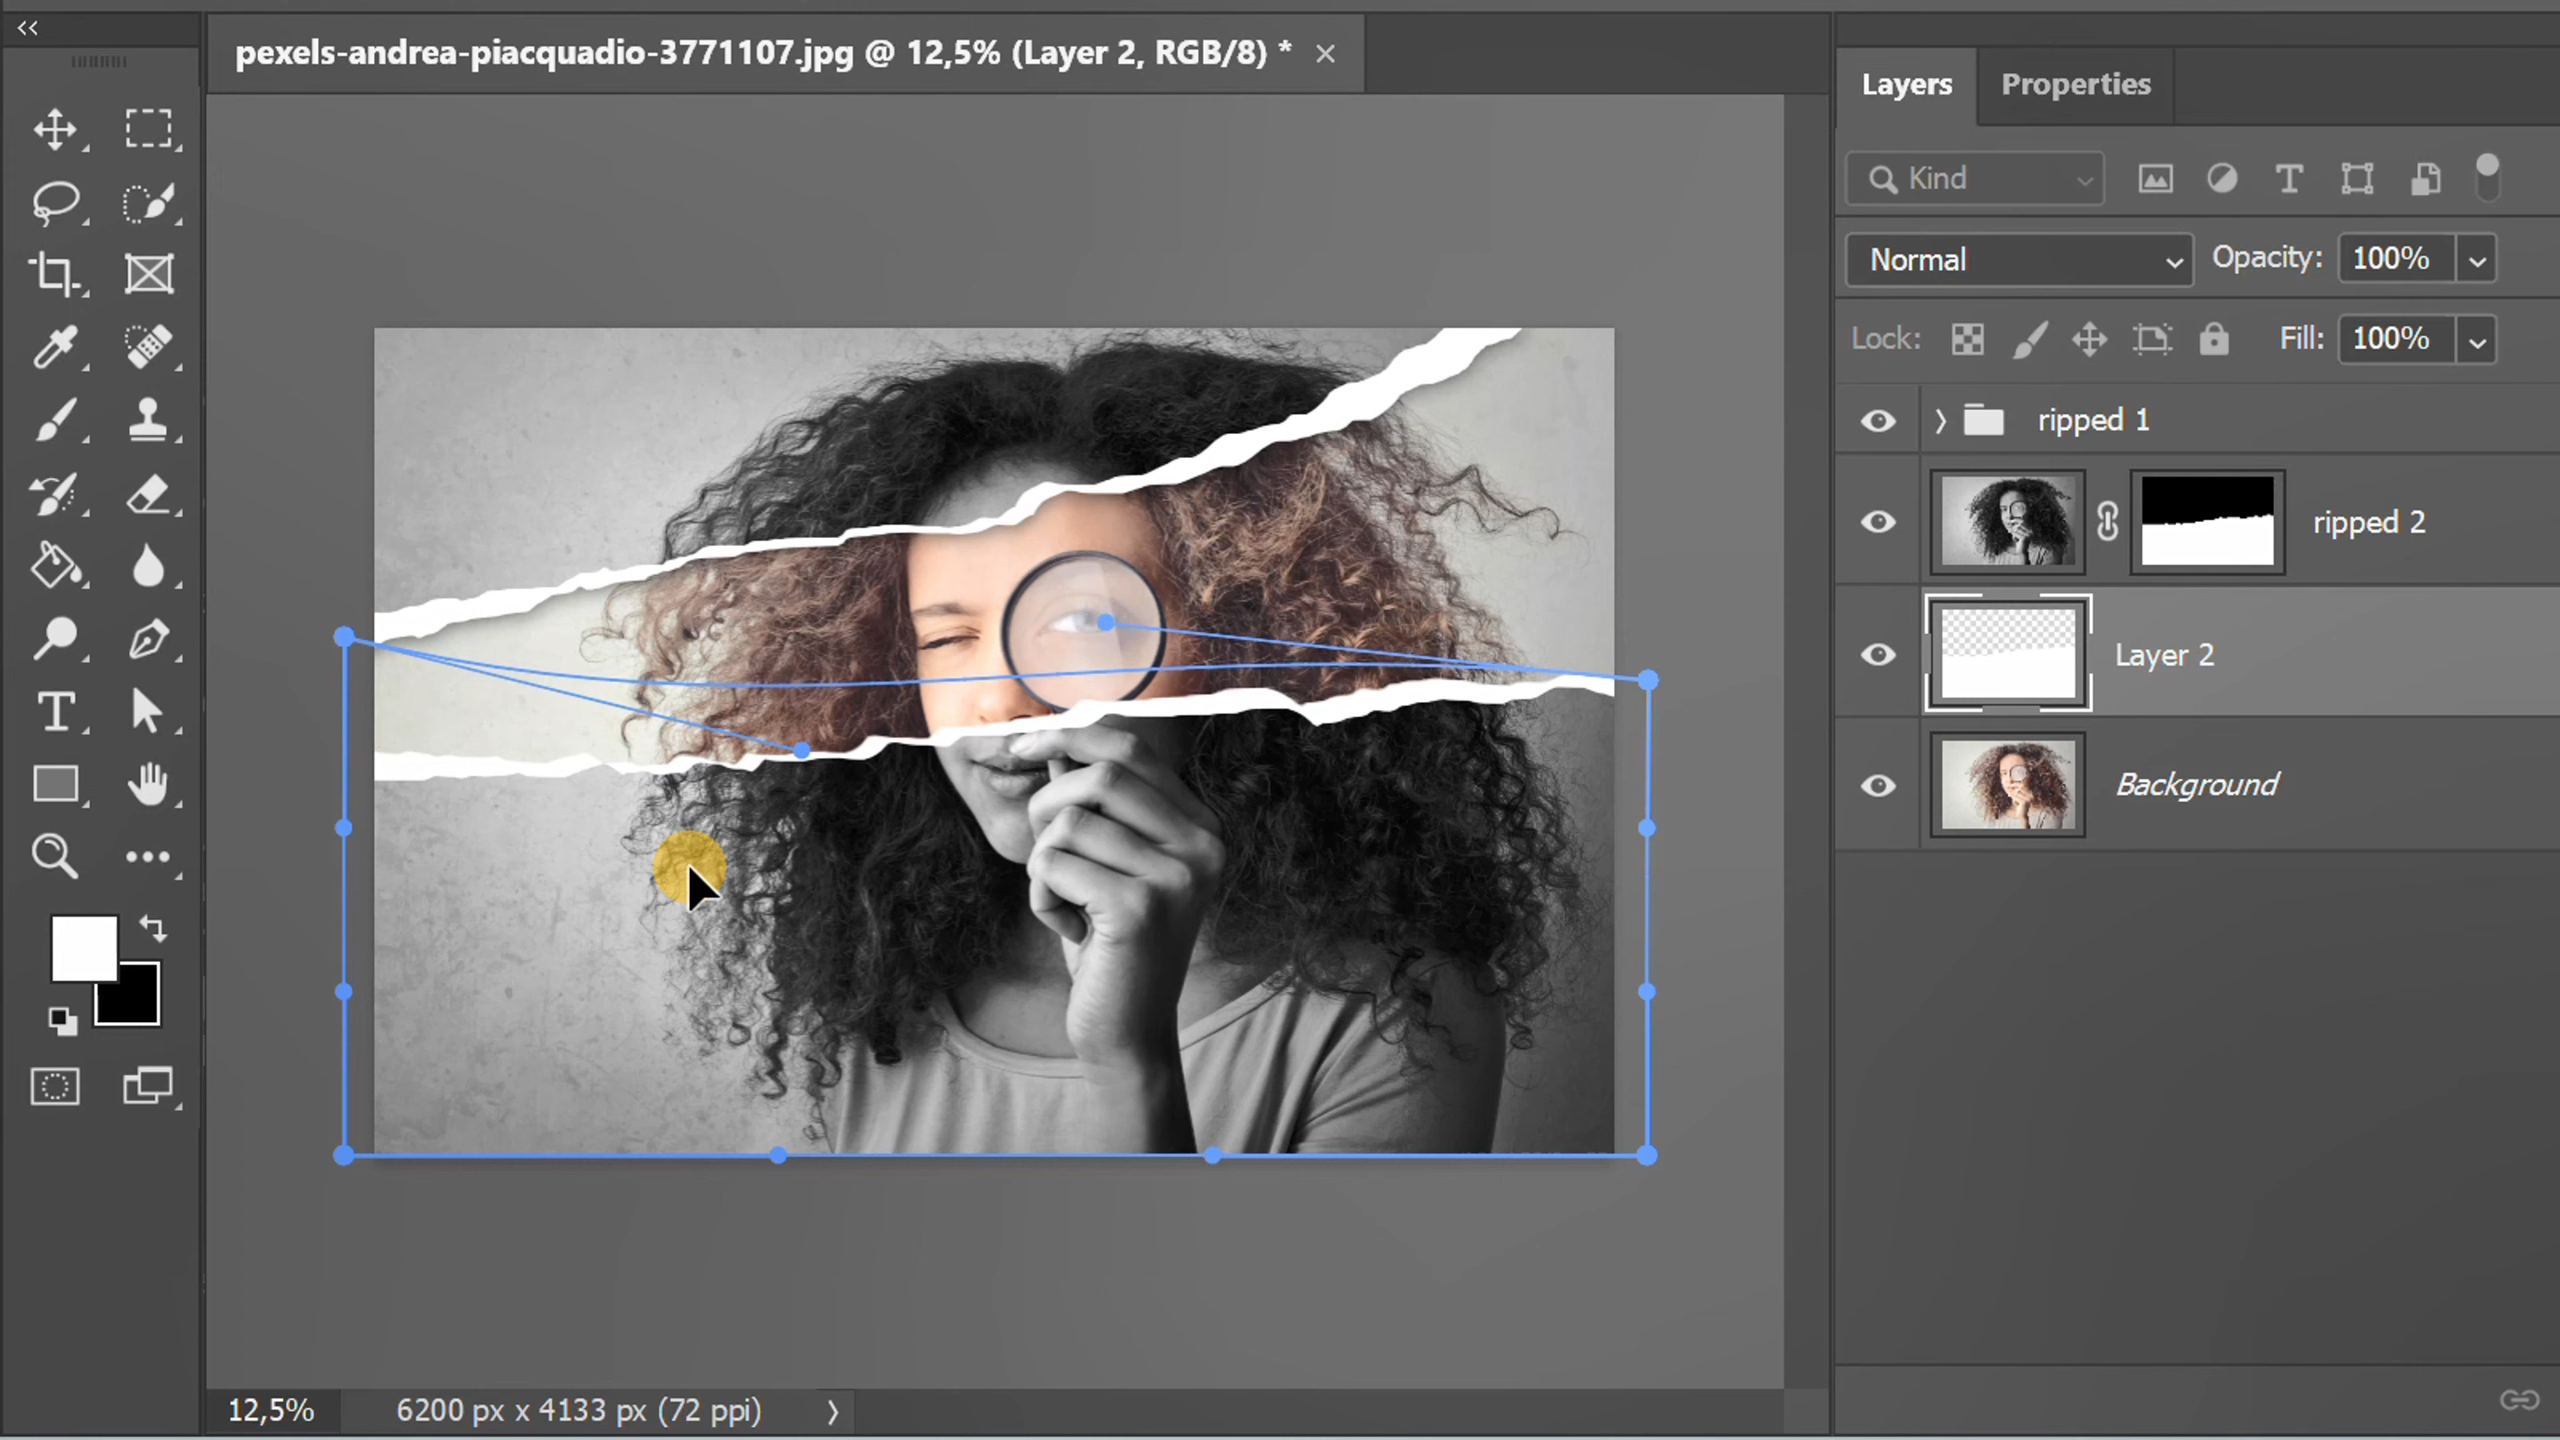 pexels-andrea-piacquadio-3771107.jpg @ 12,5% (Layer 2, RGB/8) * ×
Layers Properties
Kind
Normal Opacity: 100%
Lock: Fill: 100%
ripped 1
ripped 2
Layer 2
Background
12,5% 6200 px x 4133 px (72 ppi)